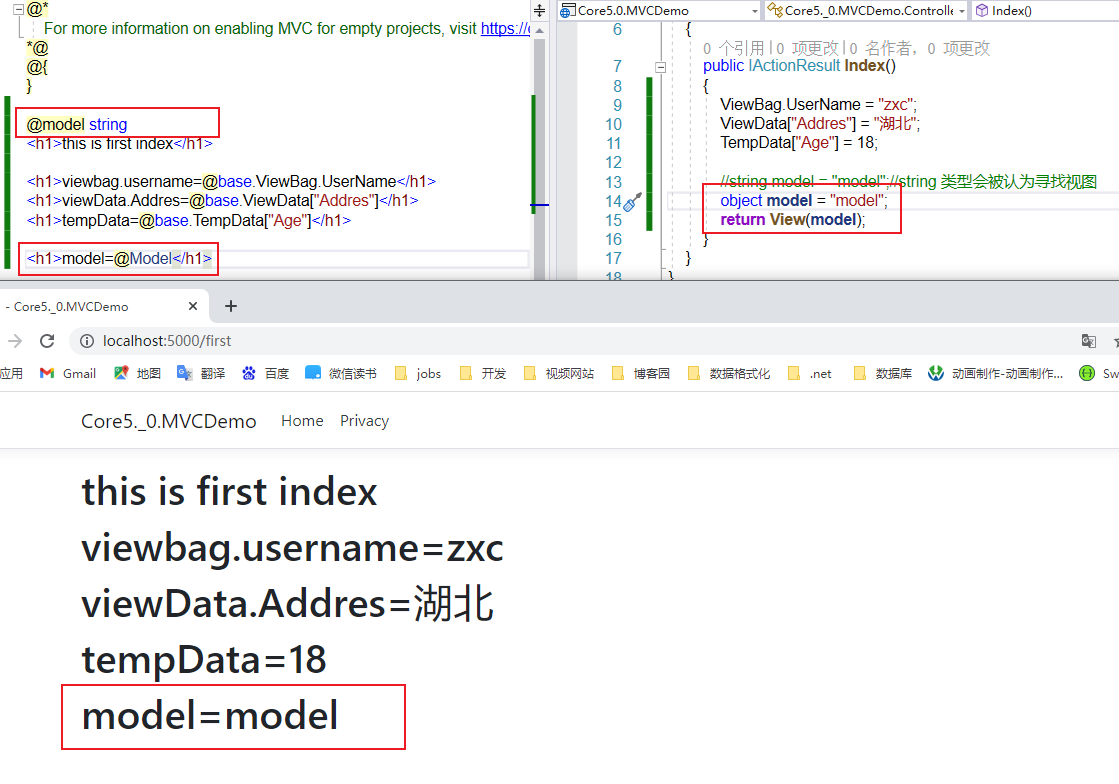 @*
For more information on enabling MVC for empty projects, visit https://
*@
@{
}
@model string
<h1>this is first index</h1>
<h1>viewbag.username=@base.ViewBag.UserName</h1>
<h1>viewData.Addres=@base.ViewData["Addres"]</h1>
<h1>tempData=@base.TempData["Age"]</h1>
<h1>model=@Model</h1>
Core5.0.MVCDemo
Core5._0.MVCDemo.Controlle
Index()
6 {
0 个引用 | 0 项更改 | 0 名作者，0 项更改
7 public IActionResult Index()
8 {
9 ViewBag.UserName = "zxc";
10 ViewData["Addres"] = "湖北";
11 TempData["Age"] = 18;
12
13 //string model = "model";//string 类型会被认为寻找视图
14 object model = "model";
15 return View(model);
16 }
17 }
18 }
- Core5._0.MVCDemo
localhost:5000/first
应用 Gmail 地图 翻译 百度 微信读书 jobs 开发 视频网站 博客园 数据格式化 .net 数据库 动画制作-动画制作... Sw
Core5._0.MVCDemo Home Privacy
this is first index
viewbag.username=zxc
viewData.Addres=湖北
tempData=18
model=model